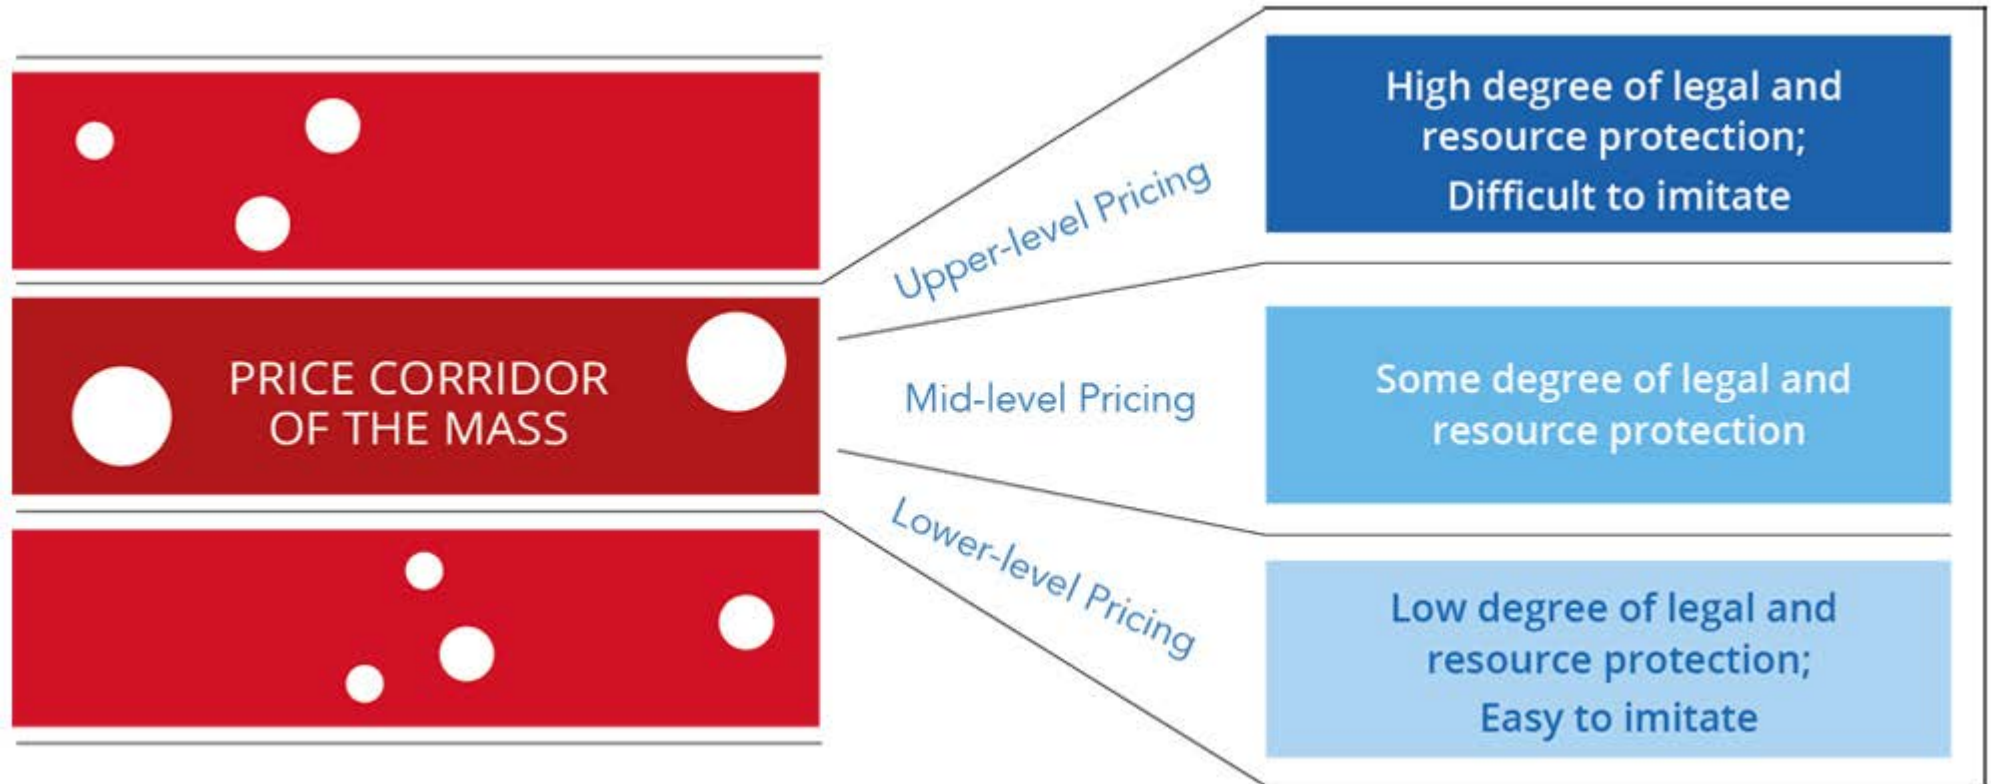 PRICE CORRIDOR
OF THE MASS
Upper-level Pricing
Mid-level Pricing
Lower-level Pricing
High degree of legal and
resource protection;
Difficult to imitate
Some degree of legal and
resource protection
Low degree of legal and
resource protection;
Easy to imitate